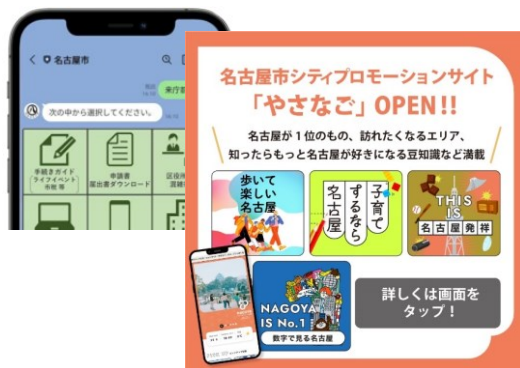 名古屋市
次の中から選択してください。
手続きガイド
ライフイベント
申請書
届出書ダウンロード
名古屋市シティプロモーションサイト
「やさなご」OPEN!!
名古屋が1位のもの、訪れたくなるエリア、
知ったらもっと名古屋が好きになる豆知識など満載
歩いて
楽しい
名古屋
子育て
するなら
名古屋
THIS
IS
名古屋発祥
NAGOYA
IS No.1
数字で見る名古屋
詳しくは画面を
タップ！